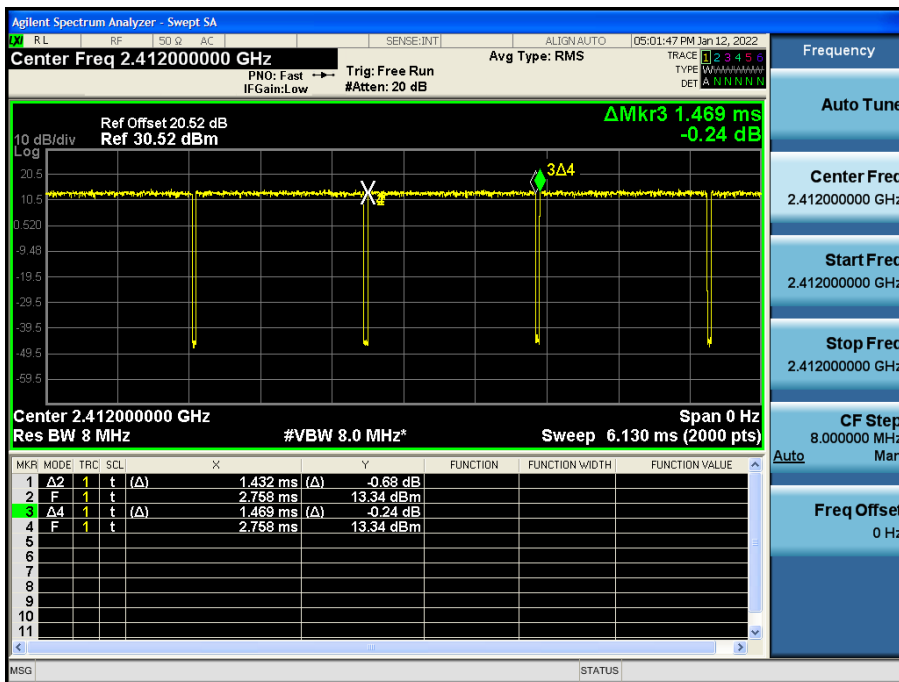 Agilent Spectrum Analyzer - Swept SA
LXI RL RF 50 Ω AC SENSE:INT ALIGNAUTO 05:01:47 PM Jan 12, 2022
Center Freq 2.412000000 GHz
Avg Type: RMS
TRACE 1 2 3 4 5 6
PNO: Fast Trig: Free Run
TYPE WWWWWW
IFGain:Low #Atten: 20 dB
DET A N N N N N
Frequency
Auto Tune
ΔMkr3 1.469 ms
-0.24 dB
Ref Offset 20.52 dB
10 dB/div Ref 30.52 dBm
Log
20.5
10.5
0.520
-9.48
-19.5
-29.5
-39.5
-49.5
-59.5
3Δ4
Center Freq
2.412000000 GHz
Start Freq
2.412000000 GHz
Stop Freq
2.412000000 GHz
Center 2.412000000 GHz Span 0 Hz
Res BW 8 MHz #VBW 8.0 MHz* Sweep 6.130 ms (2000 pts)
CF Step
8.000000 MHz
Auto Man
Freq Offset
0 Hz
MKR MODE TRC SCL X Y FUNCTION FUNCTION WIDTH FUNCTION VALUE
1 Δ2 1 t (Δ) 1.432 ms (Δ) -0.68 dB
2 F 1 t 2.758 ms 13.34 dBm
3 Δ4 1 t (Δ) 1.469 ms (Δ) -0.24 dB
4 F 1 t 2.758 ms 13.34 dBm
5
6
7
8
9
10
11
MSG STATUS